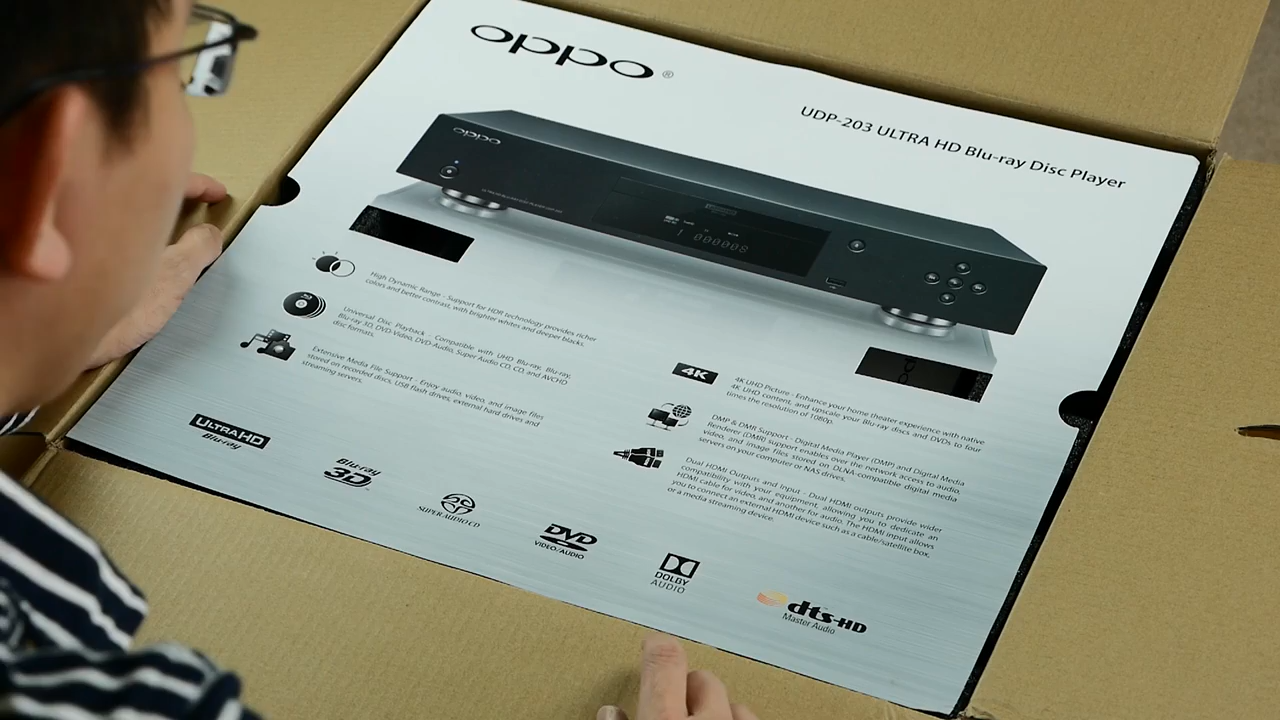 oppo®
UDP-203 ULTRA HD Blu-ray Disc Player
oppo
1 000008
High Dynamic Range - Support for HDR technology provides richer
colors and better contrast, with brighter whites and deeper blacks.
Universal Disc Playback - Compatible with UHD Blu-ray, Blu-ray,
Blu-ray 3D, DVD-Video, DVD-Audio, Super Audio CD, CD, and AVCHD
disc formats.
Extensive Media File Support - Enjoy audio, video, and image files
stored on recorded discs, USB flash drives, external hard drives and
streaming servers.
4K
4K UHD Picture - Enhance your home theater experience with native
4K UHD content, and upscale your Blu-ray discs and DVDs to four
times the resolution of 1080p.
DMP & DMR Support - Digital Media Player (DMP) and Digital Media
Renderer (DMR) support enables over the network access to audio,
video, and image files stored on DLNA-compatible digital media
servers on your computer or NAS drives.
Dual HDMI Outputs and Input - Dual HDMI outputs provide wider
compatibility with your equipment, allowing you to dedicate an
HDMI cable for video, and another for audio. The HDMI input allows
you to connect an external HDMI device such as a cable/satellite box,
or a media streaming device.
ULTRA HD
Blu-ray
Blu-ray
3D
SUPER AUDIO CD
DVD
VIDEO/AUDIO
DOLBY
AUDIO
dts-HD
Master Audio